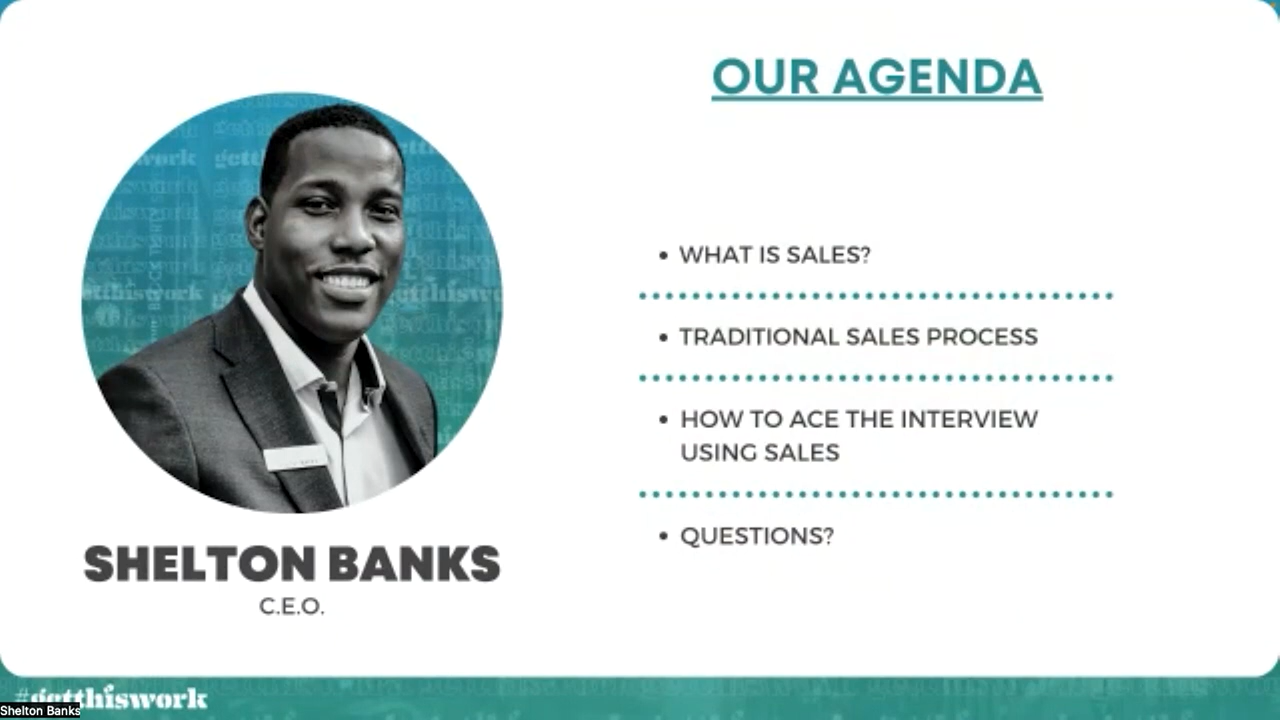 OUR AGENDA
WHAT IS SALES?
TRADITIONAL SALES PROCESS
HOW TO ACE THE INTERVIEW
USING SALES
QUESTIONS?
SHELTON BANKS
C.E.O.
#getthiswork
Shelton Banks